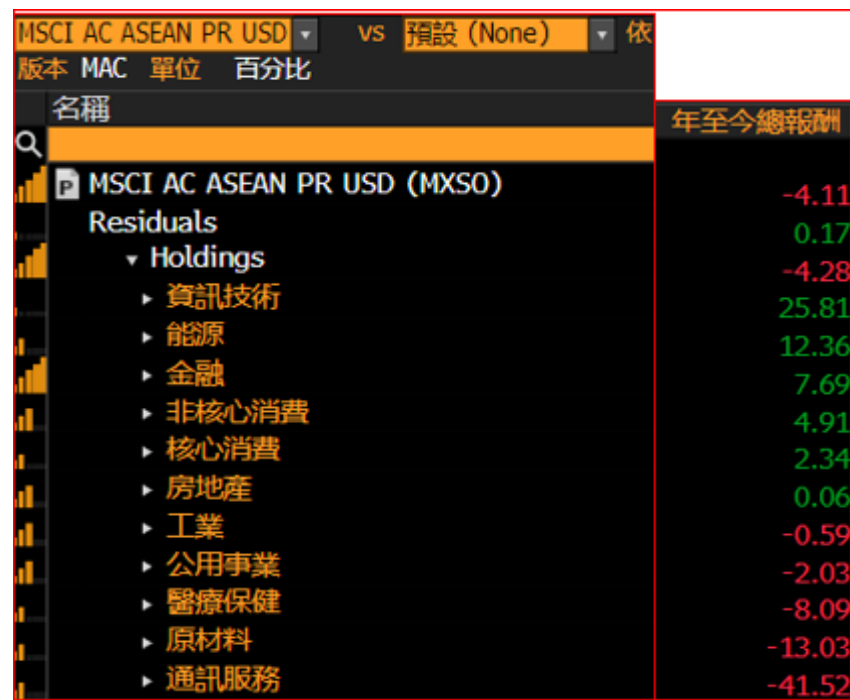 MSCI AC ASEAN PR USD vs 預設 (None) 依
版本 MAC 單位 百分比
名稱 年至今總報酬
P MSCI AC ASEAN PR USD (MXSO) -4.11
Residuals 0.17
Holdings -4.28
資訊技術 25.81
能源 12.36
金融 7.69
非核心消費 4.91
核心消費 2.34
房地產 0.06
工業 -0.59
公用事業 -2.03
醫療保健 -8.09
原材料 -13.03
通訊服務 -41.52